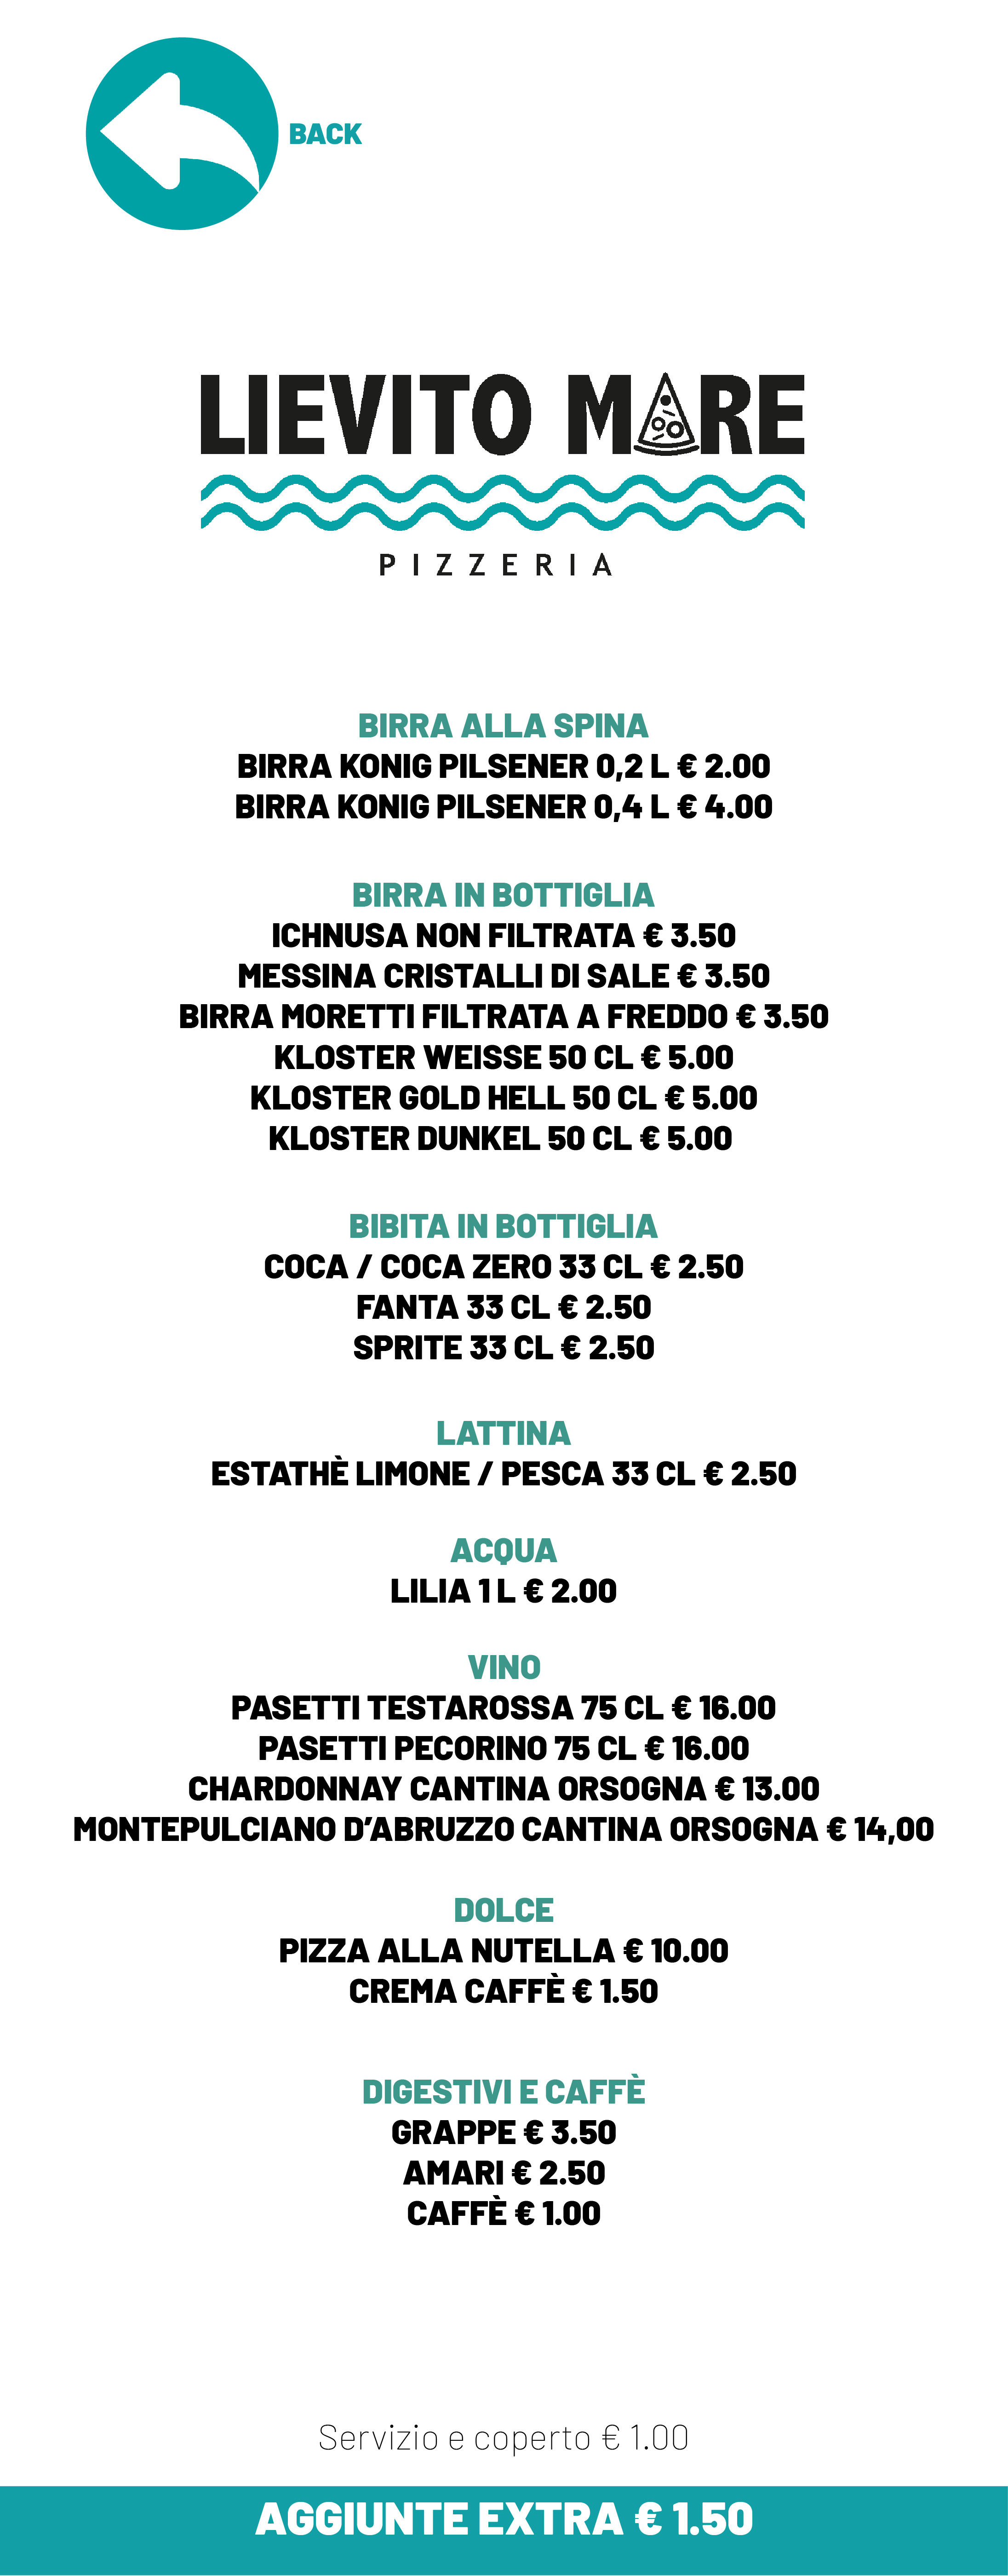 BACK
LIEVITO MARE
PIZZERIA
BIRRA ALLA SPINA
BIRRA KONIG PILSENER 0,2 L € 2.00
BIRRA KONIG PILSENER 0,4 L € 4.00
BIRRA IN BOTTIGLIA
ICHNUSA NON FILTRATA € 3.50
MESSINA CRISTALLI DI SALE € 3.50
BIRRA MORETTI FILTRATA A FREDDO € 3.50
KLOSTER WEISSE 50 CL € 5.00
KLOSTER GOLD HELL 50 CL € 5.00
KLOSTER DUNKEL 50 CL € 5.00
BIBITA IN BOTTIGLIA
COCA / COCA ZERO 33 CL € 2.50
FANTA 33 CL € 2.50
SPRITE 33 CL € 2.50
LATTINA
ESTATHÈ LIMONE / PESCA 33 CL € 2.50
ACQUA
LILIA 1 L € 2.00
VINO
PASETTI TESTAROSSA 75 CL € 16.00
PASETTI PECORINO 75 CL € 16.00
CHARDONNAY CANTINA ORSOGNA € 13.00
MONTEPULCIANO D’ABRUZZO CANTINA ORSOGNA € 14,00
DOLCE
PIZZA ALLA NUTELLA € 10.00
CREMA CAFFÈ € 1.50
DIGESTIVI E CAFFÈ
GRAPPE € 3.50
AMARI € 2.50
CAFFÈ € 1.00
Servizio e coperto € 1.00
AGGIUNTE EXTRA € 1.50